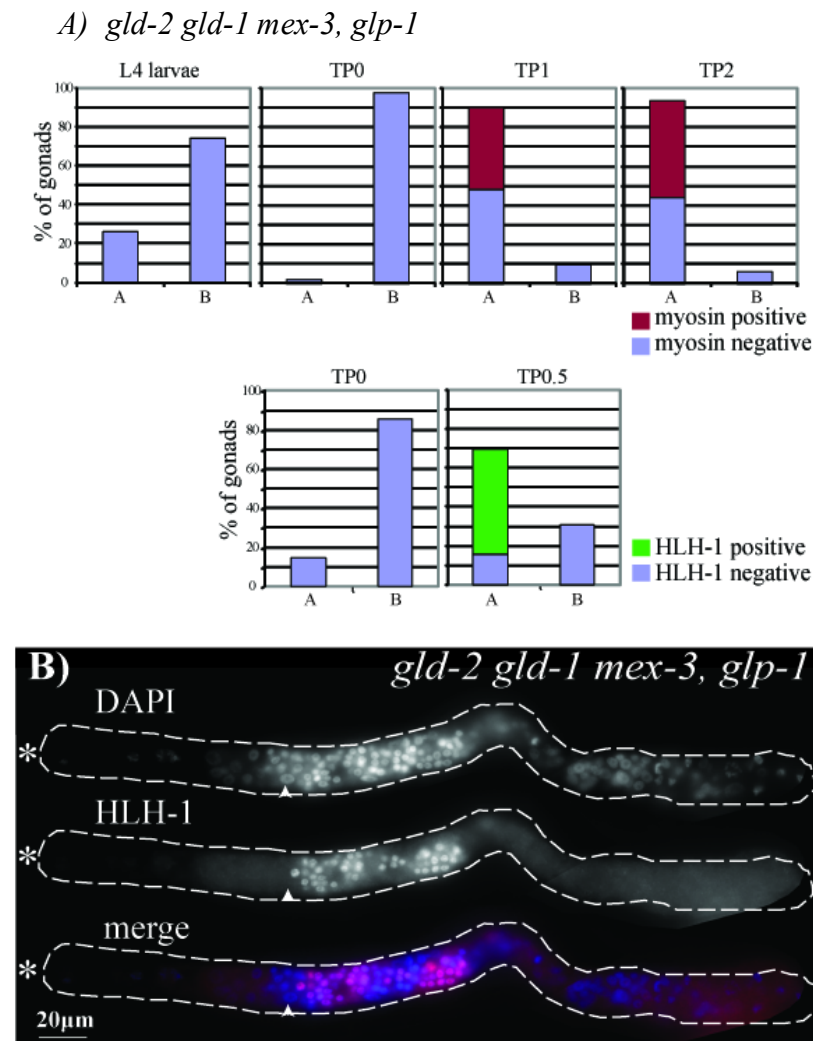 A) gld-2 gld-1 mex-3, glp-1
L4 larvae TP0 TP1 TP2
% of gonads
100
80
60
40
20
0
A B A B A B A B
myosin positive
myosin negative
TP0 TP0.5
% of gonads
100
80
60
40
20
0
A B A B
HLH-1 positive
HLH-1 negative
B) gld-2 gld-1 mex-3, glp-1
DAPI
*
HLH-1
*
merge
*
20µm